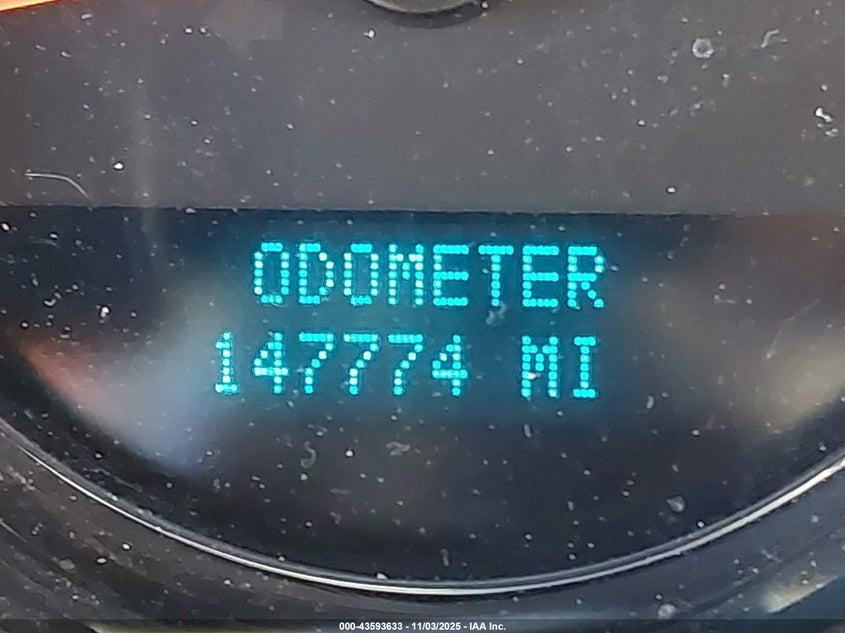 ODOMETER
147774 MI
000-43593633 - 11/03/2025 - IAA Inc.